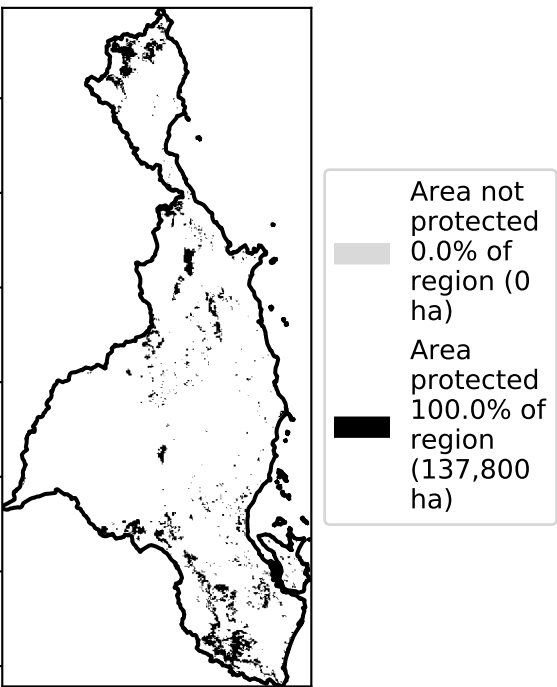 Area not
protected
0.0% of
region (0
ha)
Area
protected
100.0% of
region
(137,800
ha)